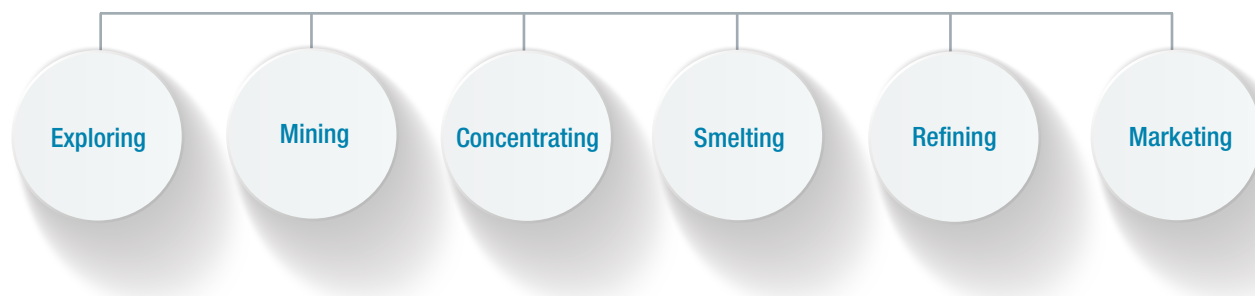 Exploring
Mining
Concentrating
Smelting
Refining
Marketing